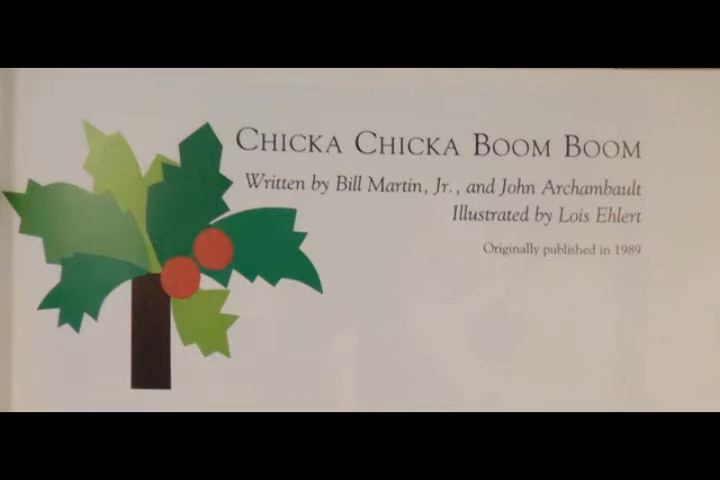 CHICKA CHICKA BOOM BOOM
Written by Bill Martin, Jr., and John Archambault
Illustrated by Lois Ehlert
Originally published in 1989